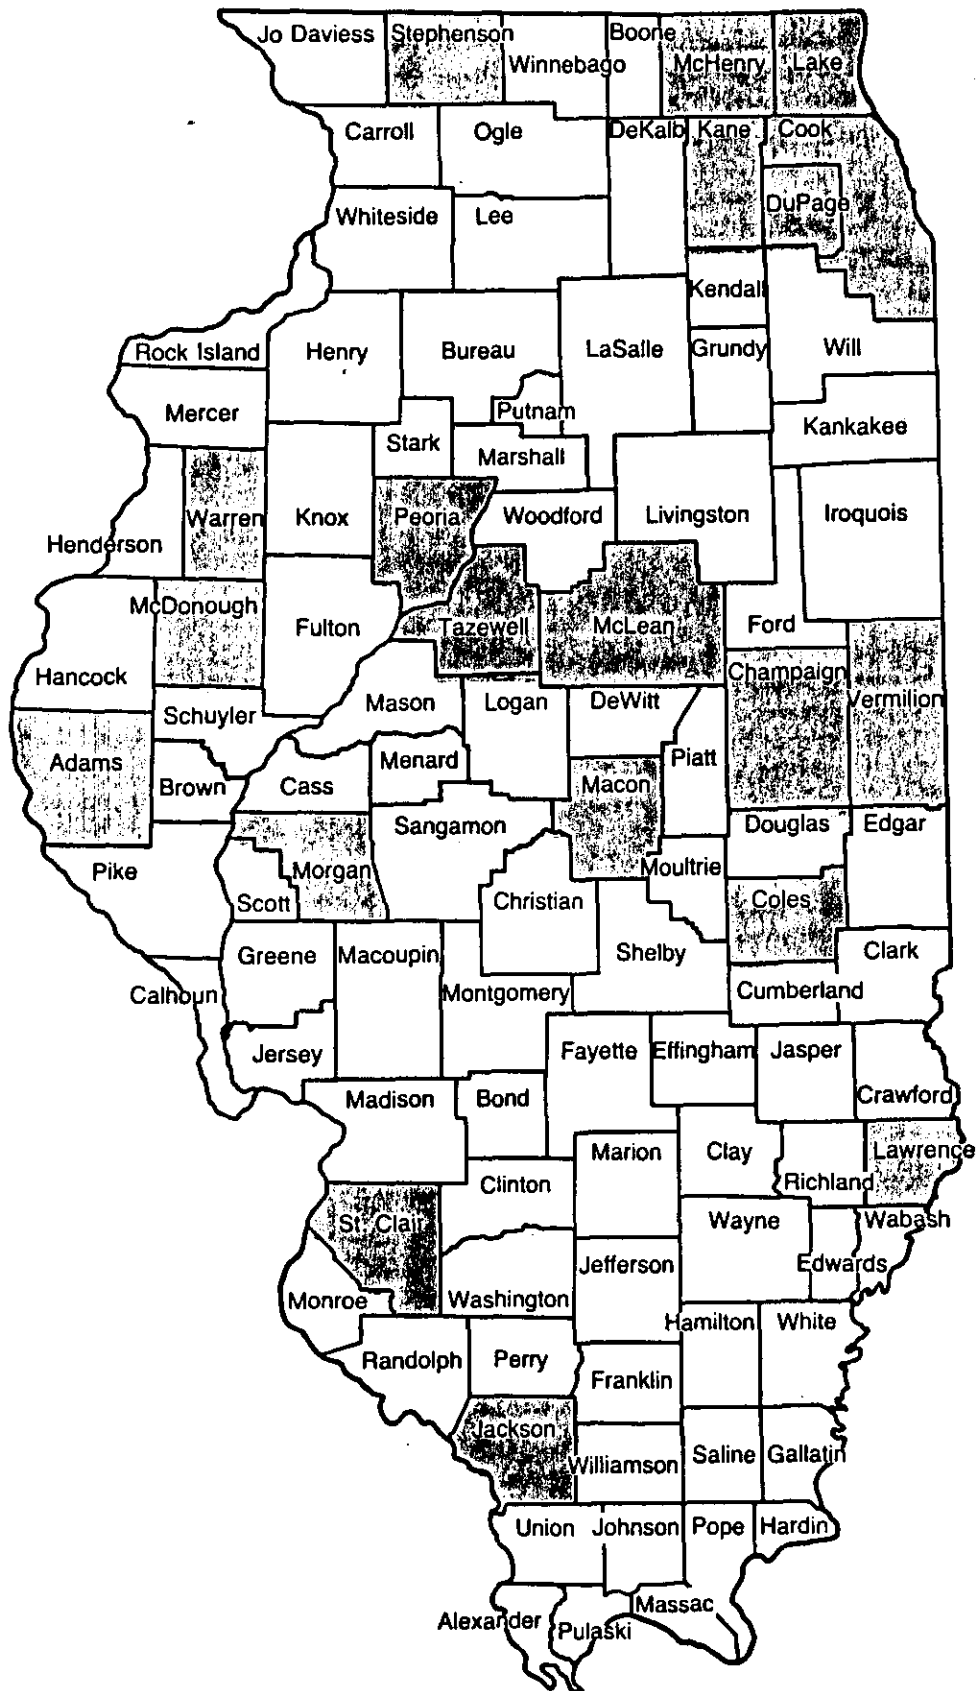 Jo Daviess
Stephenson
Winnebago
Boone
McHenry
Lake
Carroll
Ogle
DeKalb
Kane
Cook
DuPage
Whiteside
Lee
Kendall
Rock Island
Henry
Bureau
LaSalle
Grundy
Will
Mercer
Putnam
Kankakee
Stark
Marshall
Henderson
Warren
Knox
Peoria
Woodford
Livingston
Iroquois
McDonough
Fulton
Tazewell
McLean
Ford
Hancock
Schuyler
Mason
Logan
DeWitt
Champaign
Vermilion
Adams
Brown
Cass
Menard
Macon
Piatt
Pike
Scott
Morgan
Sangamon
Christian
Moultrie
Douglas
Edgar
Coles
Greene
Macoupin
Shelby
Clark
Calhoun
Montgomery
Cumberland
Jersey
Fayette
Effingham
Jasper
Madison
Bond
Crawford
Marion
Clay
Lawrence
Clinton
Richland
St. Clair
Wayne
Wabash
Jefferson
Edwards
Monroe
Washington
Hamilton
White
Randolph
Perry
Franklin
Jackson
Williamson
Saline
Gallatin
Union
Johnson
Pope
Hardin
Alexander
Pulaski
Massac